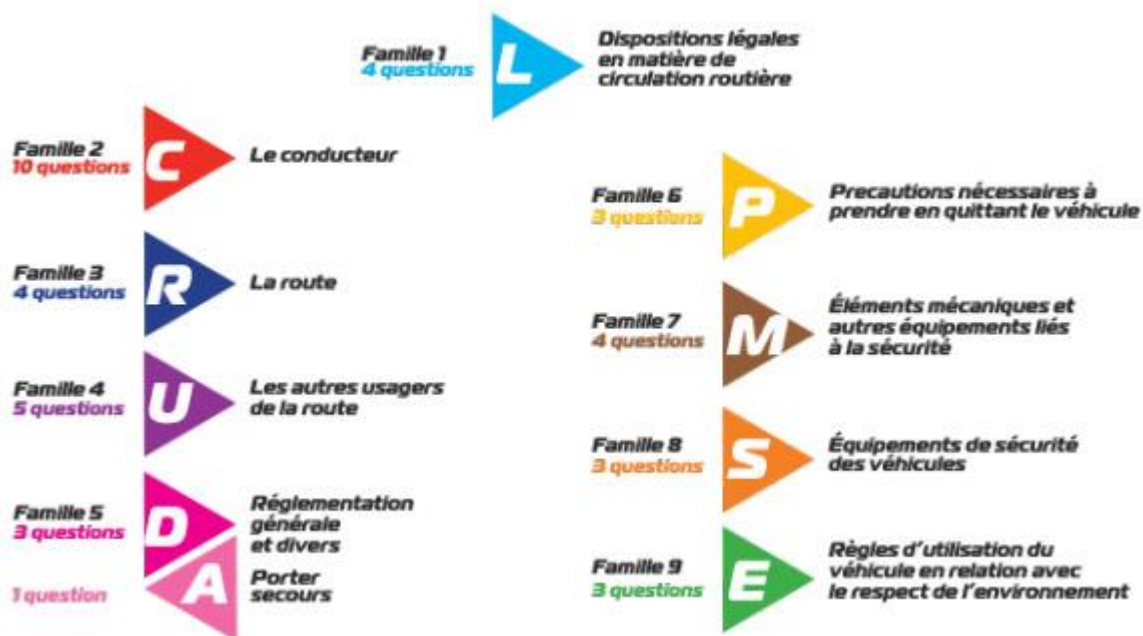 Famille 1
4 questions
L
Dispositions légales
en matière de
circulation routière
Famille 2
10 questions
C
Le conducteur
Famille 3
4 questions
R
La route
Famille 4
5 questions
U
Les autres usagers
de la route
Famille 5
3 questions
D
Réglementation
générale
et divers
1 question
A
Porter
secours
Famille 6
3 questions
P
Precautions nécessaires à
prendre en quittant le véhicule
Famille 7
4 questions
M
Éléments mécaniques et
autres équipements liés
à la sécurité
Famille 8
3 questions
S
Équipements de sécurité
des véhicules
Famille 9
3 questions
E
Règles d'utilisation du
véhicule en relation avec
le respect de l'environnement